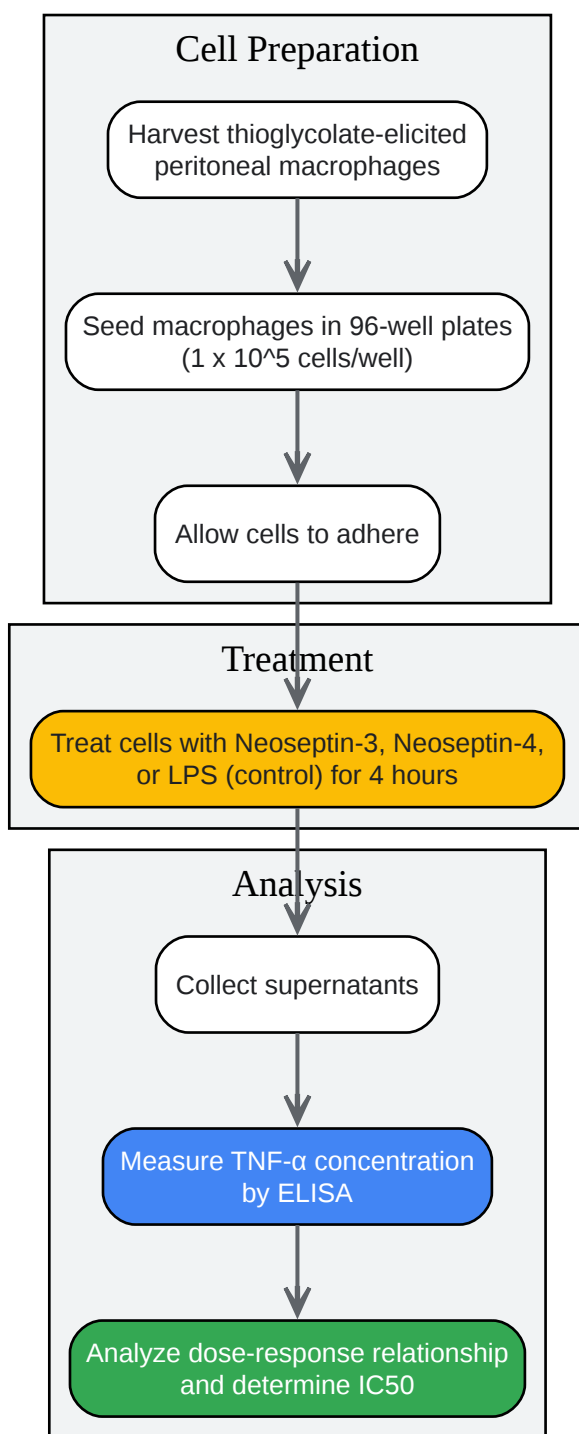 Cell Preparation
Harvest thioglycolate-elicited
peritoneal macrophages
Seed macrophages in 96-well plates
(1 x 10^5 cells/well)
Allow cells to adhere
Treatment
Treat cells with Neoseptin-3, Neoseptin-4,
or LPS (control) for 4 hours
Analysis
Collect supernatants
Measure TNF-α concentration
by ELISA
Analyze dose-response relationship
and determine IC50